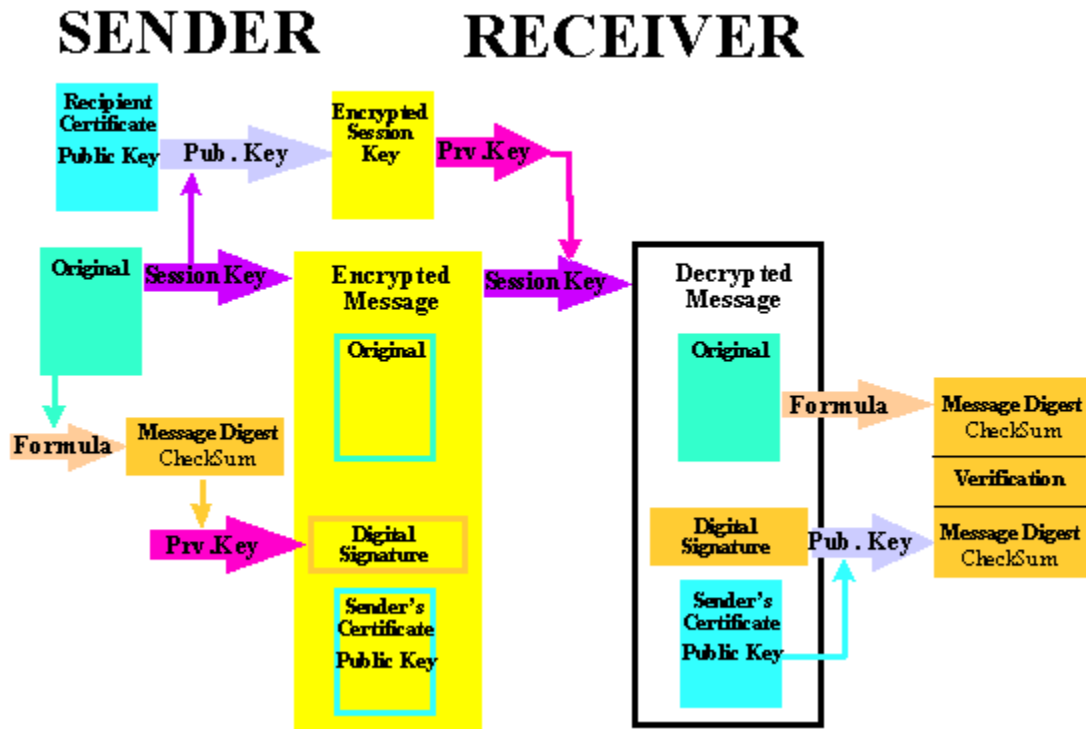 SENDER
RECEIVER
Recipient
Certificate
Public Key
Pub. Key
Encrypted
Session
Key
Prv.Key
Original
Session Key
Encrypted
Message
Session Key
Decrypted
Message
Original
Original
Formula
Message Digest
CheckSum
Formula
Message Digest
CheckSum
Verification
Prv.Key
Digital
Signature
Digital
Signature
Pub. Key
Message Digest
CheckSum
Sender's
Certificate
Public Key
Sender's
Certificate
Public Key